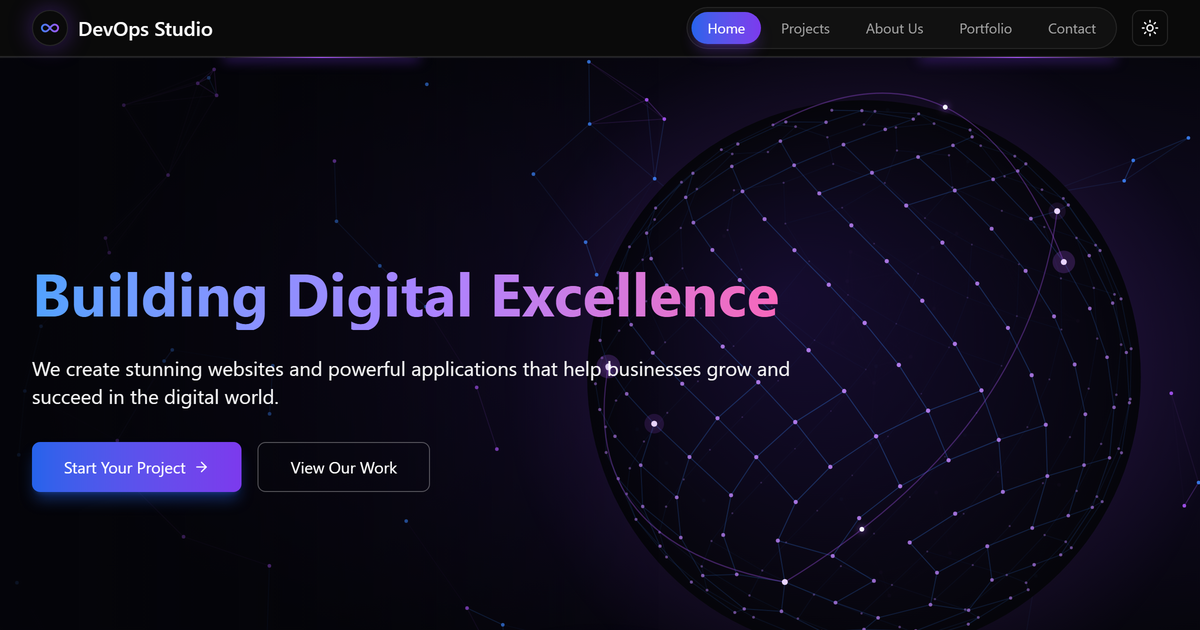 DevOps Studio
Home
Projects
About Us
Portfolio
Contact
Building Digital Excellence
We create stunning websites and powerful applications that help businesses grow and
succeed in the digital world.
Start Your Project →
View Our Work